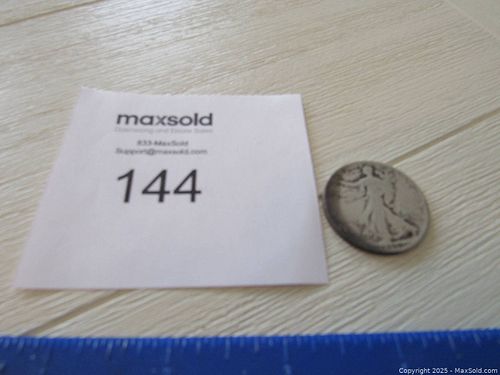 maxsold
Downsizing and Estate Sales
833-MaxSold
Support@maxsold.com
144
Copyright 2025 - MaxSold.com